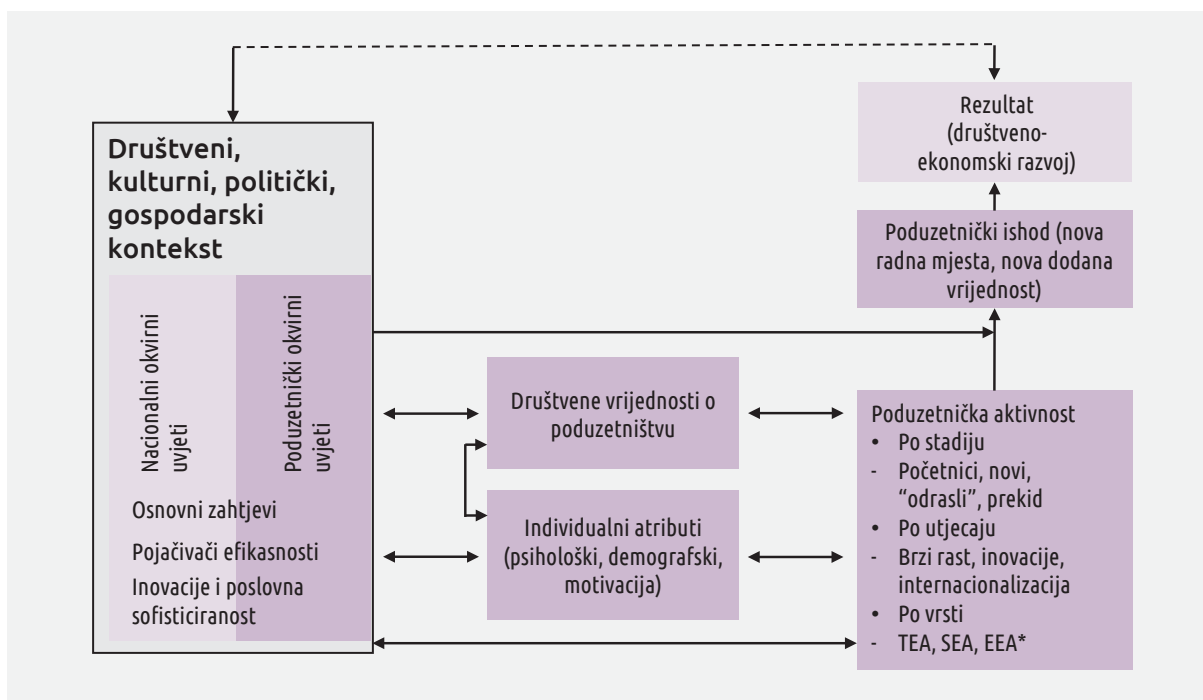 Društveni,
kulturni, politički,
gospodarski
kontekst
Nacionalni okvirni
uvjeti
Poduzetnički okvirni
uvjeti
Osnovni zahtjevi
Pojačivači efikasnosti
Inovacije i poslovna
sofisticiranost
Društvene vrijednosti o
poduzetništvu
Individualni atributi
(psihološki, demografski,
motivacija)
Rezultat
(društveno-
ekonomski razvoj)
Poduzetnički ishod (nova
radna mjesta, nova dodana
vrijednost)
Poduzetnička aktivnost
• Po stadiju
- Početnici, novi,
“odrasli”, prekid
• Po utjecaju
- Brzi rast, inovacije,
internacionalizacija
• Po vrsti
- TEA, SEA, EEA*